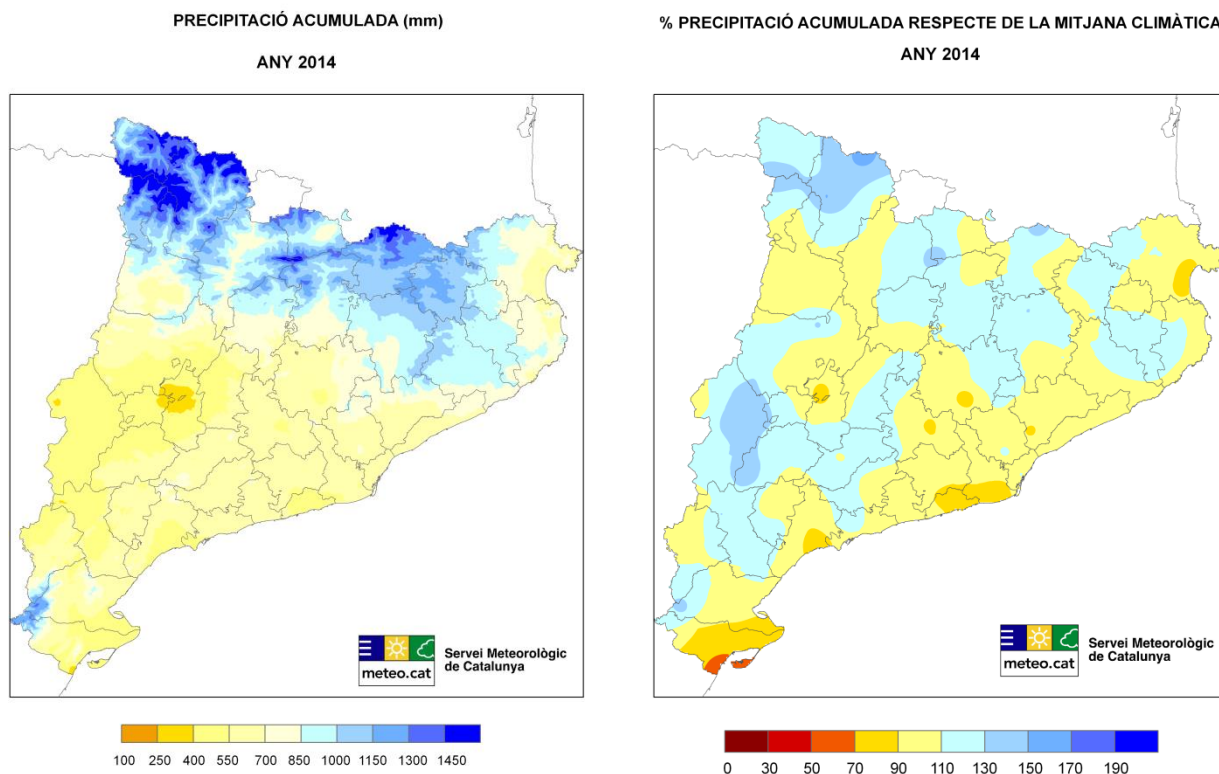 PRECIPITACIÓ ACUMULADA (mm)
ANY 2014
meteo.cat
Servei Meteorològic
de Catalunya
100 250 400 550 700 850 1000 1150 1300 1450
% PRECIPITACIÓ ACUMULADA RESPECTE DE LA MITJANA CLIMÀTICA
ANY 2014
meteo.cat
Servei Meteorològic
de Catalunya
0 30 50 70 90 110 130 150 170 190